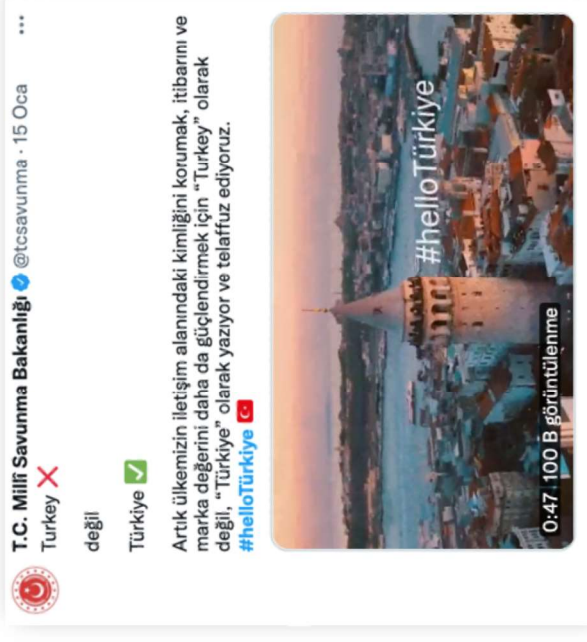 T.C. Millî Savunma Bakanlığı @tcsavunma · 15 Oca
Turkey ❌
değil
Türkiye ✅
Artık ülkemizin iletişim alanındaki kimliğini korumak, itibarını ve
marka değerini daha da güçlendirmek için “Turkey” olarak
değil, “Türkiye” olarak yazıyor ve telaffuz ediyoruz.
#helloTürkiye 🇹🇷
#helloTürkiye
0:47 100 B görüntülenme